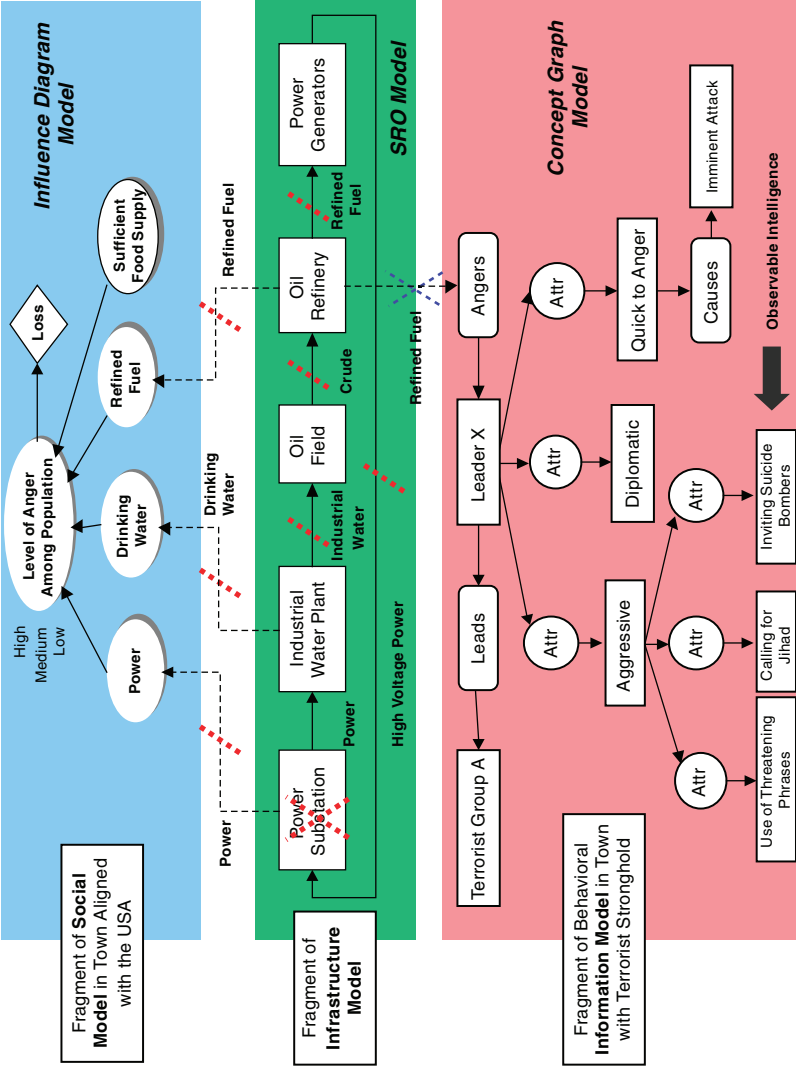 Influence Diagram
Model
Loss
Sufficient
Food Supply
Level of Anger
Among Population
High
Medium
Low
Refined
Fuel
Drinking
Water
Power
Refined Fuel
Drinking
Water
Power
Fragment of Social
Model in Town Aligned
with the USA
SRO Model
Fragment of
Infrastructure
Model
Power
Substation
Power
Industrial
Water Plant
Industrial
Water
Oil
Field
Crude
Oil
Refinery
Refined
Fuel
Power
Generators
High Voltage Power
Refined Fuel
Concept Graph
Model
Terrorist Group A
Leads
Leader X
Angers
Attr
Attr
Attr
Aggressive
Diplomatic
Quick to Anger
Causes
Imminent Attack
Attr
Attr
Attr
Use of Threatening
Phrases
Calling for
Jihad
Inviting Suicide
Bombers
Observable Intelligence
Fragment of Behavioral
Information Model in Town
with Terrorist Stronghold